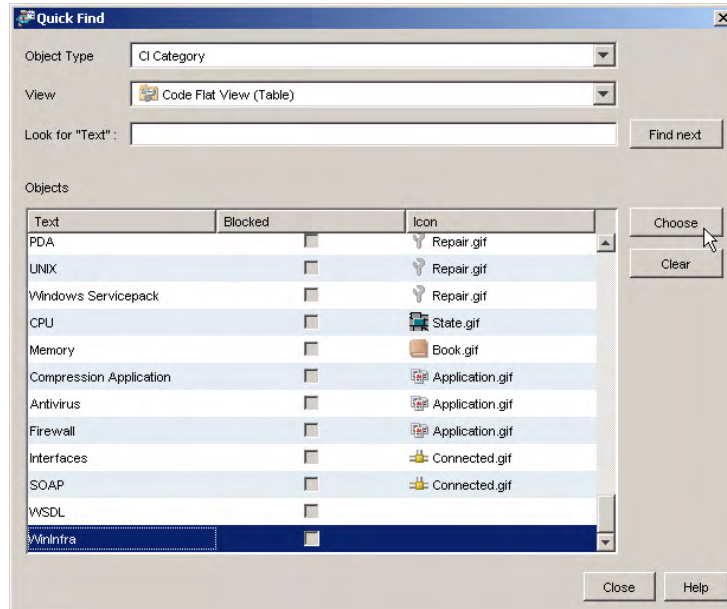 Quick Find
Object Type CI Category
View Code Flat View (Table)
Look for "Text" : Find next
Objects
Text Blocked Icon Choose
PDA Repair.gif
UNIX Repair.gif Clear
Windows Servicepack Repair.gif
CPU State.gif
Memory Book.gif
Compression Application Application.gif
Antivirus Application.gif
Firewall Application.gif
Interfaces Connected.gif
SOAP Connected.gif
WSDL
WinInfra
Close Help